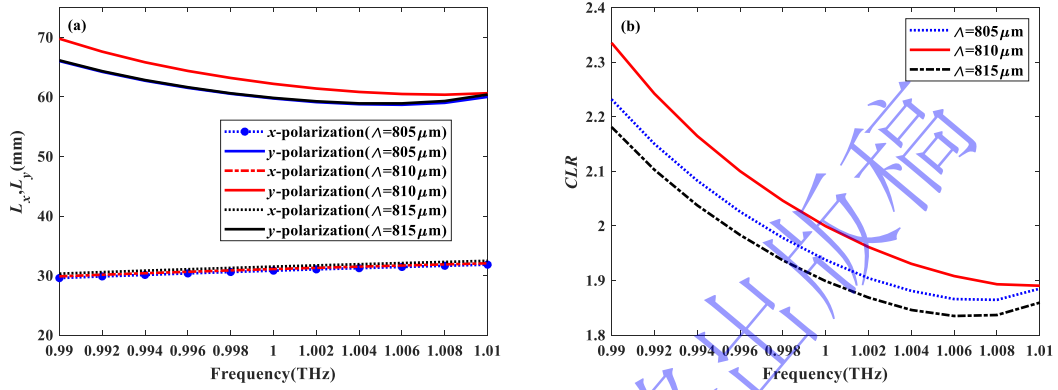 (a)
70
60
50
40
30
20
L_x,L_y(mm)
x-polarization(Λ=805μm)
y-polarization(Λ=805μm)
x-polarization(Λ=810μm)
y-polarization(Λ=810μm)
x-polarization(Λ=815μm)
y-polarization(Λ=815μm)
0.99 0.992 0.994 0.996 0.998 1 1.002 1.004 1.006 1.008 1.01
Frequency(THz)
(b)
2.4
2.3
2.2
2.1
2
1.9
1.8
CLR
Λ=805μm
Λ=810μm
Λ=815μm
0.99 0.992 0.994 0.996 0.998 1 1.002 1.004 1.006 1.008 1.01
Frequency(THz)
出版稿